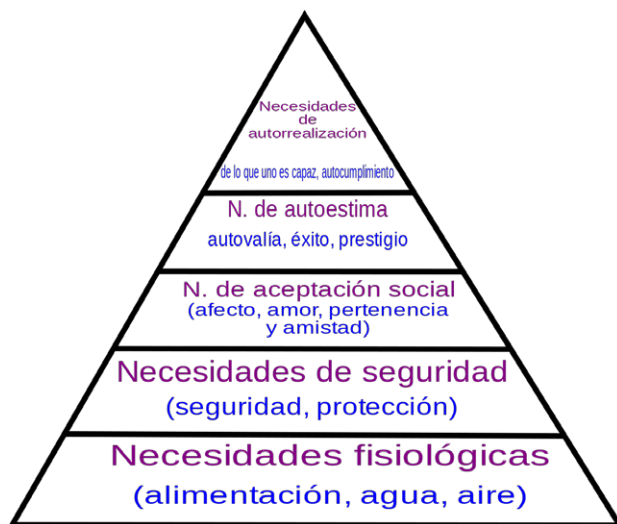 Necesidades
de
autorrealización
de lo que uno es capaz, autocumplimiento
N. de autoestima
autovalía, éxito, prestigio
N. de aceptación social
(afecto, amor, pertenencia
y amistad)
Necesidades de seguridad
(seguridad, protección)
Necesidades fisiológicas
(alimentación, agua, aire)